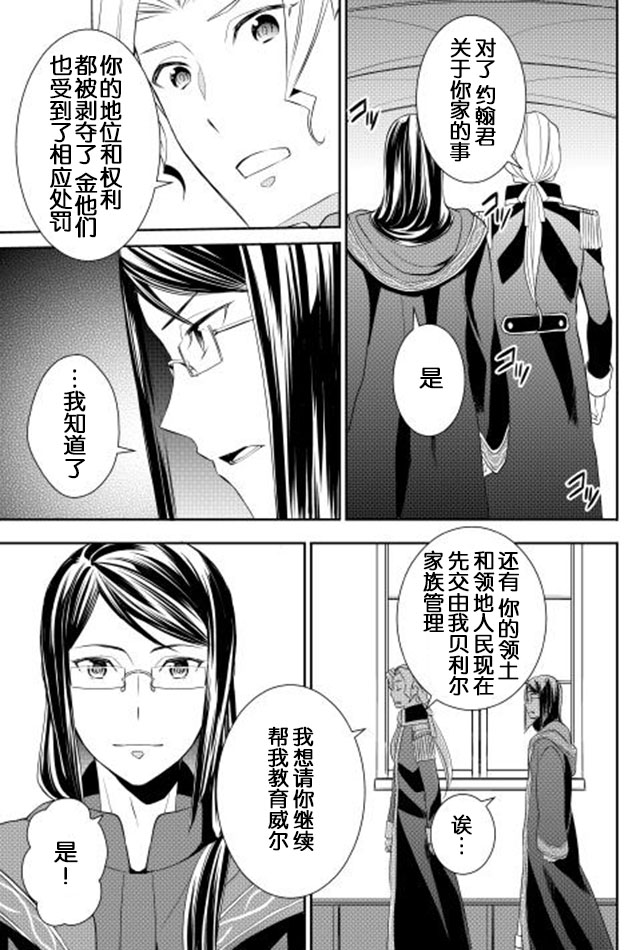 对了 约翰君
关于你家的事
是
你的地位和权利
都被剥夺了 金他们
也受到了相应处罚
…我知道了
还有 你的领土
和领地人民现在
先交由我贝利尔
家族管理
诶…
我想请你继续
帮我教育威尔
是！